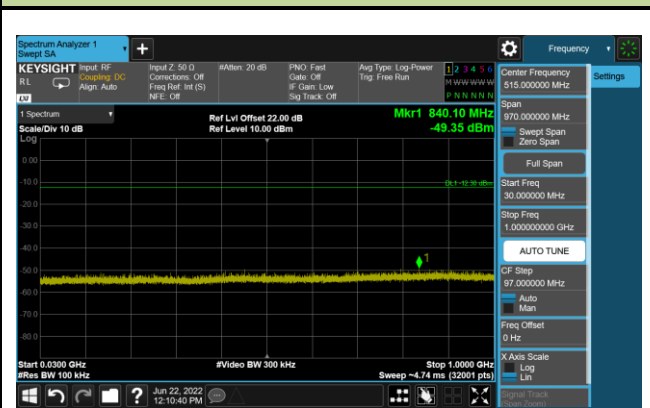 Spectrum Analyzer 1
Swept SA
Frequency
KEYSIGHT
RL
Input: RF
Coupling: DC
Align: Auto
Input Z: 50 Ω
Corrections: Off
Freq Ref: Int (S)
NFE: Off
#Atten: 20 dB
PNO: Fast
Gate: Off
IF Gain: Low
Sig Track: Off
Avg Type: Log-Power
Trig: Free Run
1 2 3 4 5 6
M W W W W W
P N N N N N
LXI
1 Spectrum
Scale/Div 10 dB
Log
Ref Lvl Offset 22.00 dB
Ref Level 10.00 dBm
Mkr1 840.10 MHz
-49.35 dBm
0.00
-10.0
-20.0
-30.0
-40.0
-50.0
-60.0
-70.0
-80.0
1
Start 0.0300 GHz
#Res BW 100 kHz
#Video BW 300 kHz
Stop 1.0000 GHz
Sweep ~4.74 ms (32001 pts)
Center Frequency
515.000000 MHz
Settings
Span
970.000000 MHz
Swept Span
Zero Span
Full Span
Start Freq
30.000000 MHz
Stop Freq
1.000000000 GHz
AUTO TUNE
CF Step
97.000000 MHz
Auto
Man
Freq Offset
0 Hz
X Axis Scale
Log
Lin
Signal Track
(Span Zoom)
?
Jun 22, 2022
12:10:40 PM